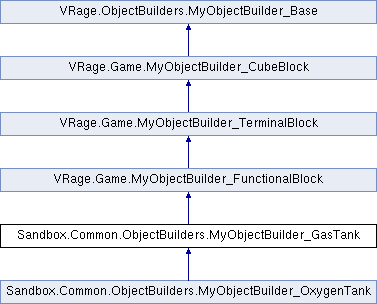 VRage.ObjectBuilders.MyObjectBuilder_Base
VRage.Game.MyObjectBuilder_CubeBlock
VRage.Game.MyObjectBuilder_TerminalBlock
VRage.Game.MyObjectBuilder_FunctionalBlock
Sandbox.Common.ObjectBuilders.MyObjectBuilder_GasTank
Sandbox.Common.ObjectBuilders.MyObjectBuilder_OxygenTank